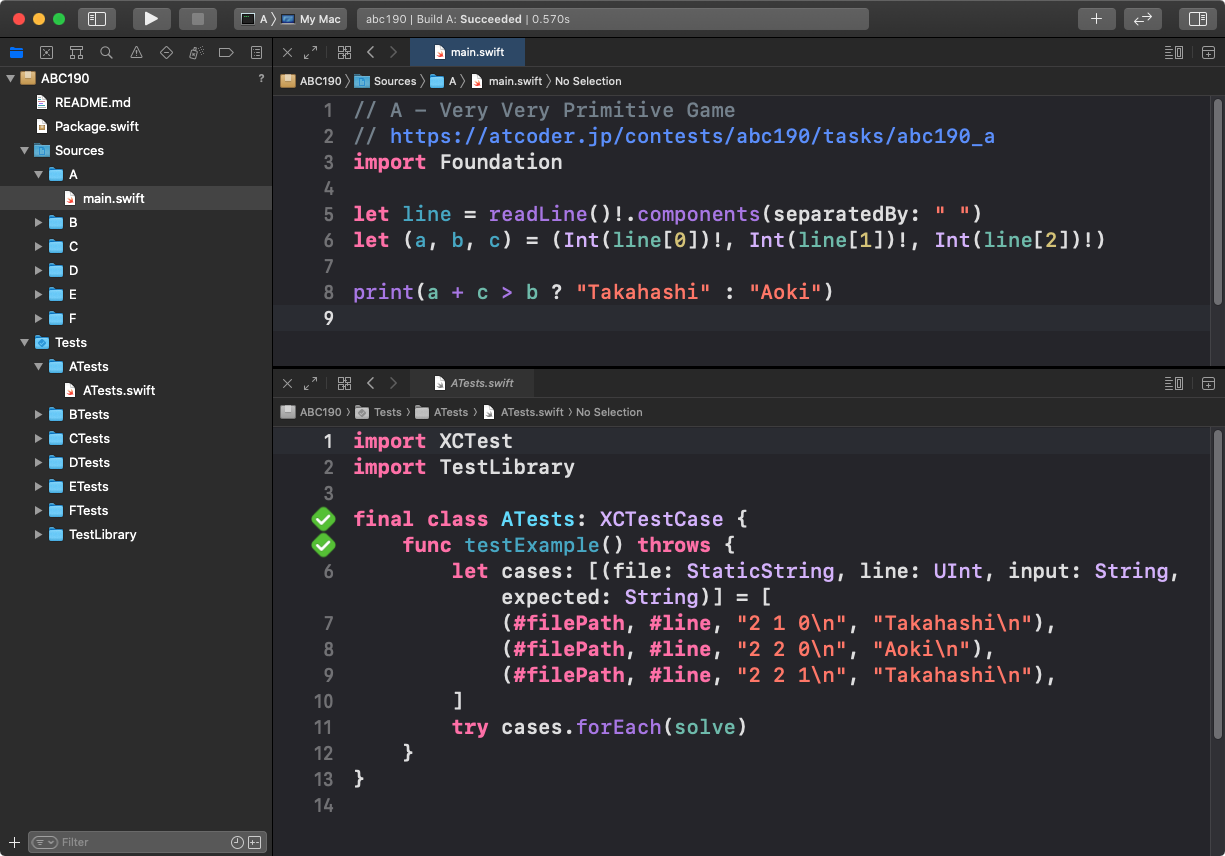 A 〉 My Mac
abc190 | Build A: Succeeded | 0.570s
ABC190 ?
README.md
Package.swift
Sources
A
main.swift
B
C
D
E
F
Tests
ATests
ATests.swift
BTests
CTests
DTests
ETests
FTests
TestLibrary
Filter
main.swift
ABC190 〉 Sources 〉 A 〉 main.swift 〉 No Selection
1 // A - Very Very Primitive Game
2 // https://atcoder.jp/contests/abc190/tasks/abc190_a
3 import Foundation
4
5 let line = readLine()!.components(separatedBy: " ")
6 let (a, b, c) = (Int(line[0])!, Int(line[1])!, Int(line[2])!)
7
8 print(a + c > b ? "Takahashi" : "Aoki")
9
ATests.swift
ABC190 〉 Tests 〉 ATests 〉 ATests.swift 〉 No Selection
1 import XCTest
2 import TestLibrary
3
final class ATests: XCTestCase {
    func testExample() throws {
6         let cases: [(file: StaticString, line: UInt, input: String,
            expected: String)] = [
7             (#filePath, #line, "2 1 0\n", "Takahashi\n"),
8             (#filePath, #line, "2 2 0\n", "Aoki\n"),
9             (#filePath, #line, "2 2 1\n", "Takahashi\n"),
10         ]
11         try cases.forEach(solve)
12     }
13 }
14